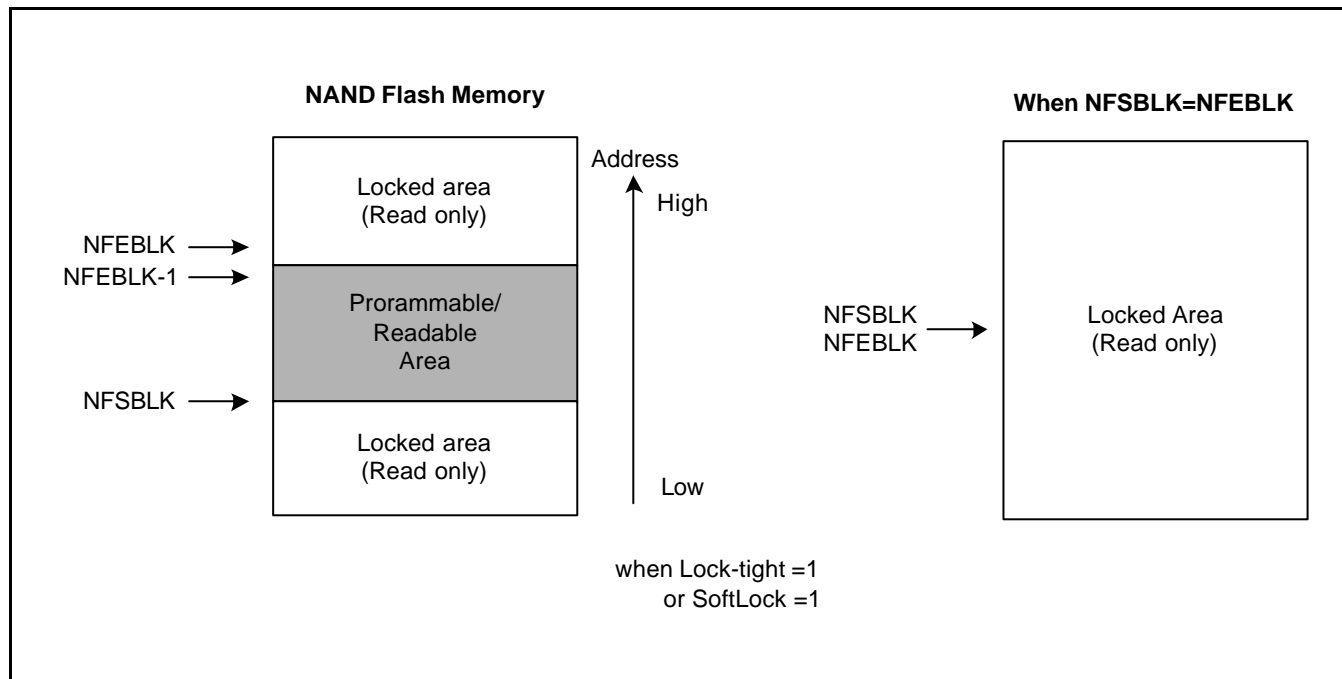 NAND Flash Memory
Locked area
(Read only)
NFEBLK
NFEBLK-1
Prorammable/
Readable
Area
NFSBLK
Locked area
(Read only)
Address
High
Low
when Lock-tight =1
or SoftLock =1
When NFSBLK=NFEBLK
NFSBLK
NFEBLK
Locked Area
(Read only)